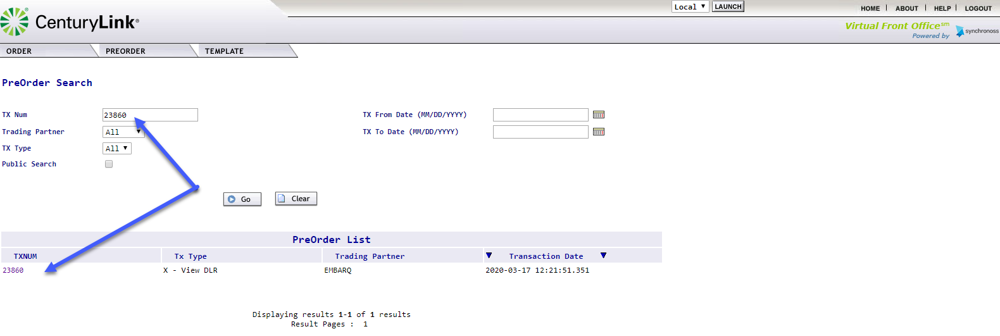 Local LAUNCH
HOME | ABOUT | HELP | LOGOUT
CenturyLink®
Virtual Front Office℠
Powered by synchronoss
ORDER PREORDER TEMPLATE
PreOrder Search
TX Num 23860 TX From Date (MM/DD/YYYY)
Trading Partner All TX To Date (MM/DD/YYYY)
TX Type All
Public Search
Go Clear
PreOrder List
TXNUM Tx Type Trading Partner Transaction Date
23860 X - View DLR EMBARQ 2020-03-17 12:21:51.351
Displaying results 1-1 of 1 results
Result Pages : 1